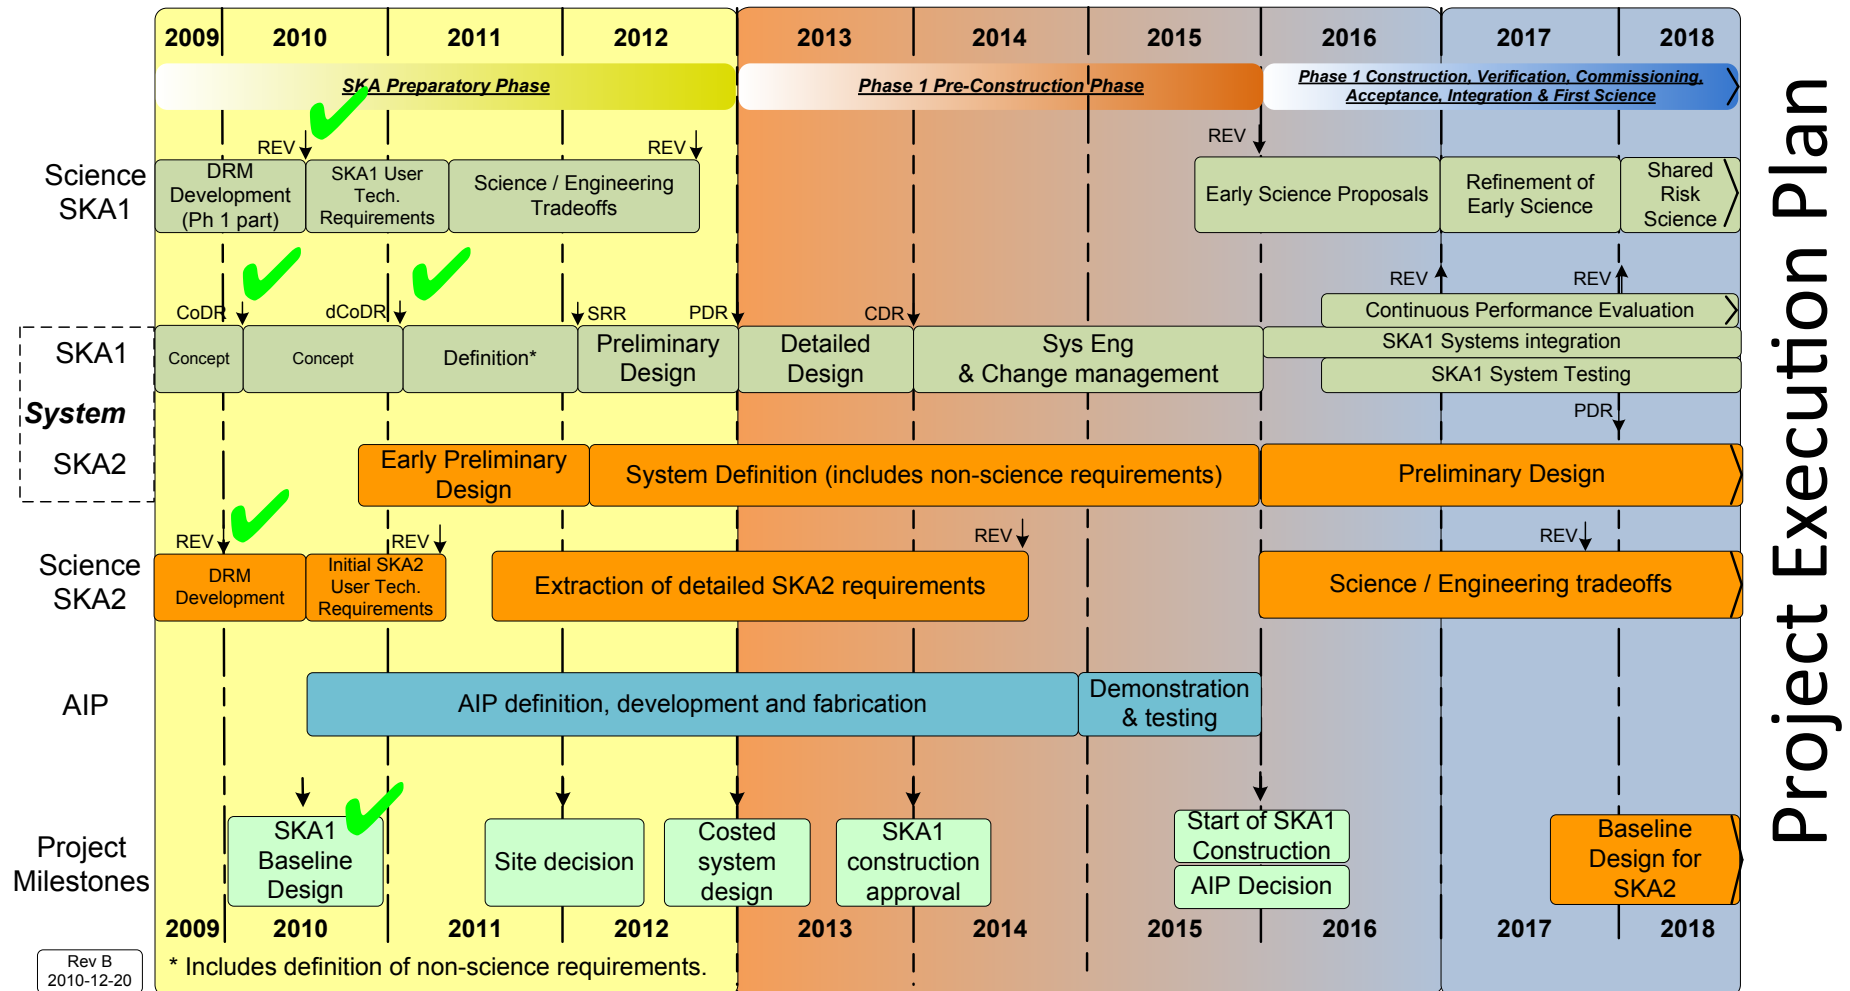 2009 2010 2011 2012 2013 2014 2015 2016 2017 2018
SKA Preparatory Phase
Phase 1 Pre-Construction Phase
Phase 1 Construction, Verification, Commissioning,
Acceptance, Integration & First Science
Project Execution Plan
Science
SKA1
REV
REV
REV
DRM
Development
(Ph 1 part)
SKA1 User
Tech.
Requirements
Science / Engineering
Tradeoffs
Early Science Proposals
Refinement of
Early Science
Shared
Risk
Science
REV
REV
CoDR
dCoDR
SRR
PDR
CDR
Continuous Performance Evaluation
SKA1
Concept
Concept
Definition*
Preliminary
Design
Detailed
Design
Sys Eng
& Change management
SKA1 Systems integration
SKA1 System Testing
System
PDR
SKA2
Early Preliminary
Design
System Definition (includes non-science requirements)
Preliminary Design
REV
REV
REV
REV
Science
SKA2
DRM
Development
Initial SKA2
User Tech.
Requirements
Extraction of detailed SKA2 requirements
Science / Engineering tradeoffs
AIP
AIP definition, development and fabrication
Demonstration
& testing
Project
Milestones
SKA1
Baseline
Design
Site decision
Costed
system
design
SKA1
construction
approval
Start of SKA1
Construction
AIP Decision
Baseline
Design for
SKA2
2009 2010 2011 2012 2013 2014 2015 2016 2017 2018
Rev B
2010-12-20
* Includes definition of non-science requirements.